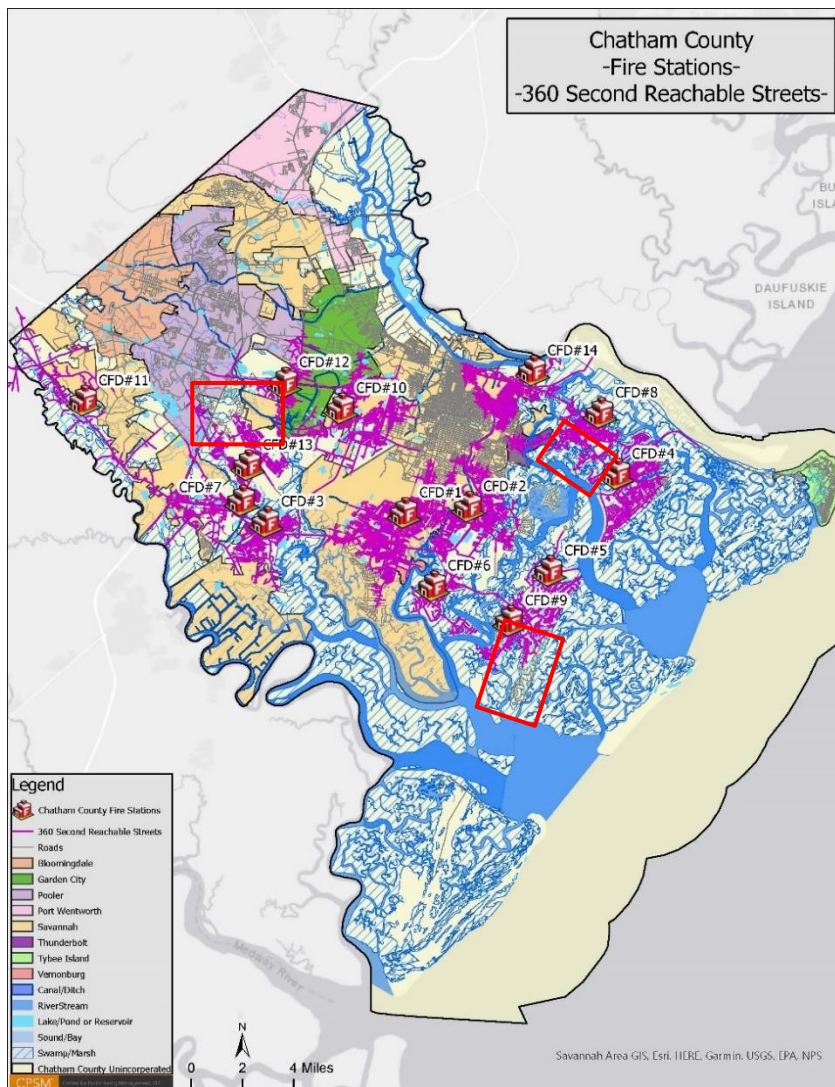 Chatham County
-Fire Stations-
-360 Second Reachable Streets-
DAUFUSKIE
ISLAND
CFD#14
CFD#12
CFD#11
CFD#10
CFD#8
CFD#13
CFD#4
CFD#7
CFD#3
CFD#1
CFD#2
CFD#5
CFD#6
CFD#9
Legend
Chatham County Fire Stations
360 Second Reachable Streets
Roads
Bloomingdale
Garden City
Pooler
Port Wentworth
Savannah
Thunderbolt
Tybee Island
Vernonburg
Canal/Ditch
RiverStream
Lake/Pond or Reservoir
Sound/Bay
Swamp/Marsh
Chatham County Unincorporated
CPSM
Medway River
N
0 2 4 Miles
Savannah Area GIS, Esri, HERE, Garmin, USGS, EPA, NPS